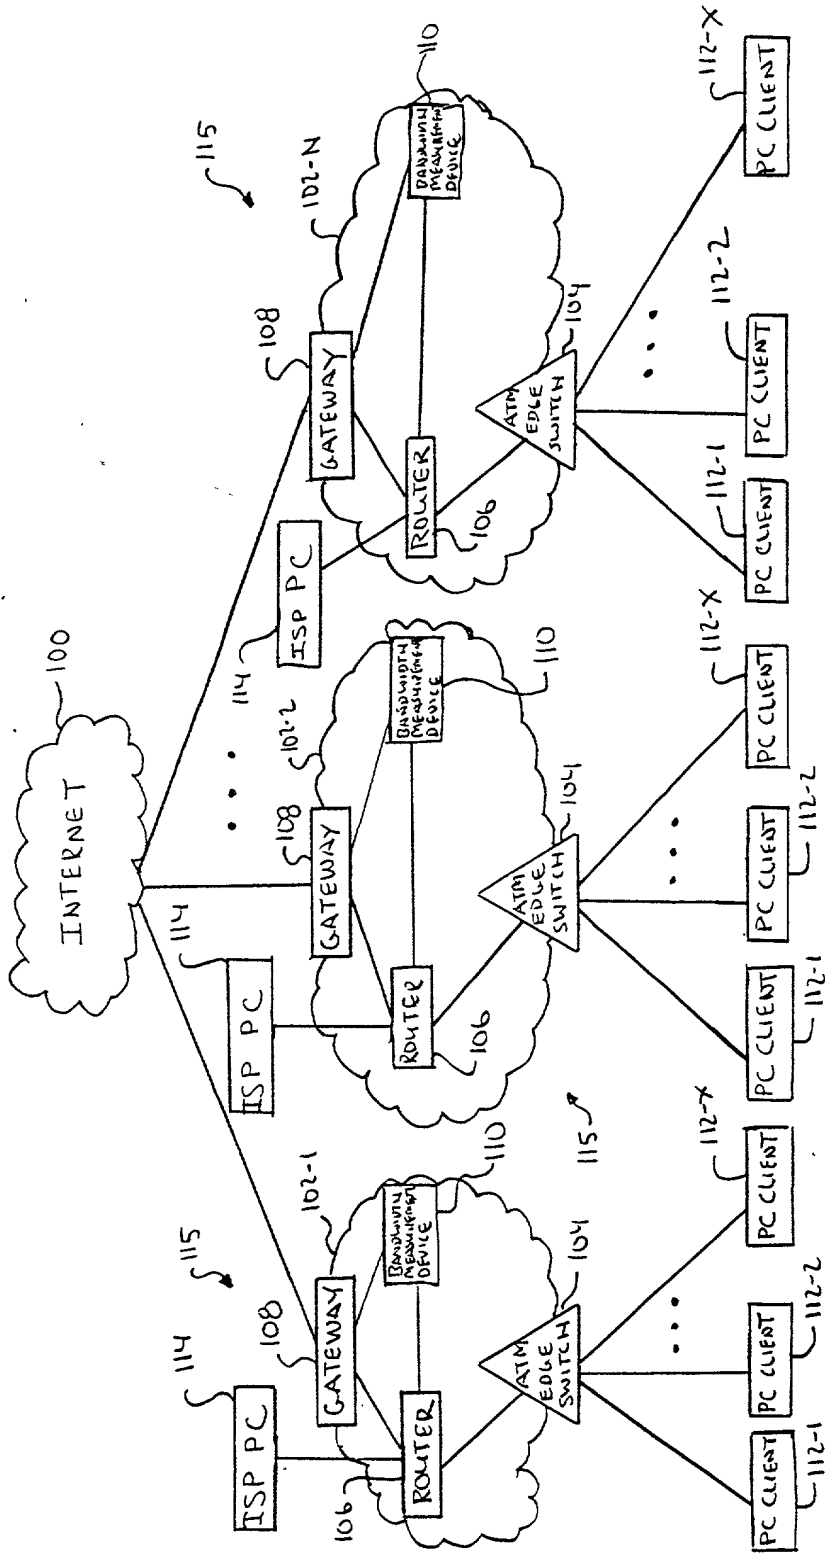 INTERNET
100
115
114
ISP PC
108
GATEWAY
102-1
BANDWIDTH
MEASUREMENT
DEVICE
110
106
ROUTER
ATM
EDGE
SWITCH
104
PC CLIENT
112-1
PC CLIENT
112-2
PC CLIENT
112-X
114
ISP PC
108
GATEWAY
102-2
BANDWIDTH
MEASUREMENT
DEVICE
110
ROUTER
106
ATM
EDGE
SWITCH
104
115
PC CLIENT
112-1
PC CLIENT
112-2
PC CLIENT
112-X
115
114
ISP PC
108
GATEWAY
102-N
BANDWIDTH
MEASUREMENT
DEVICE
110
ROUTER
106
ATM
EDGE
SWITCH
104
PC CLIENT
112-1
PC CLIENT
112-2
PC CLIENT
112-X